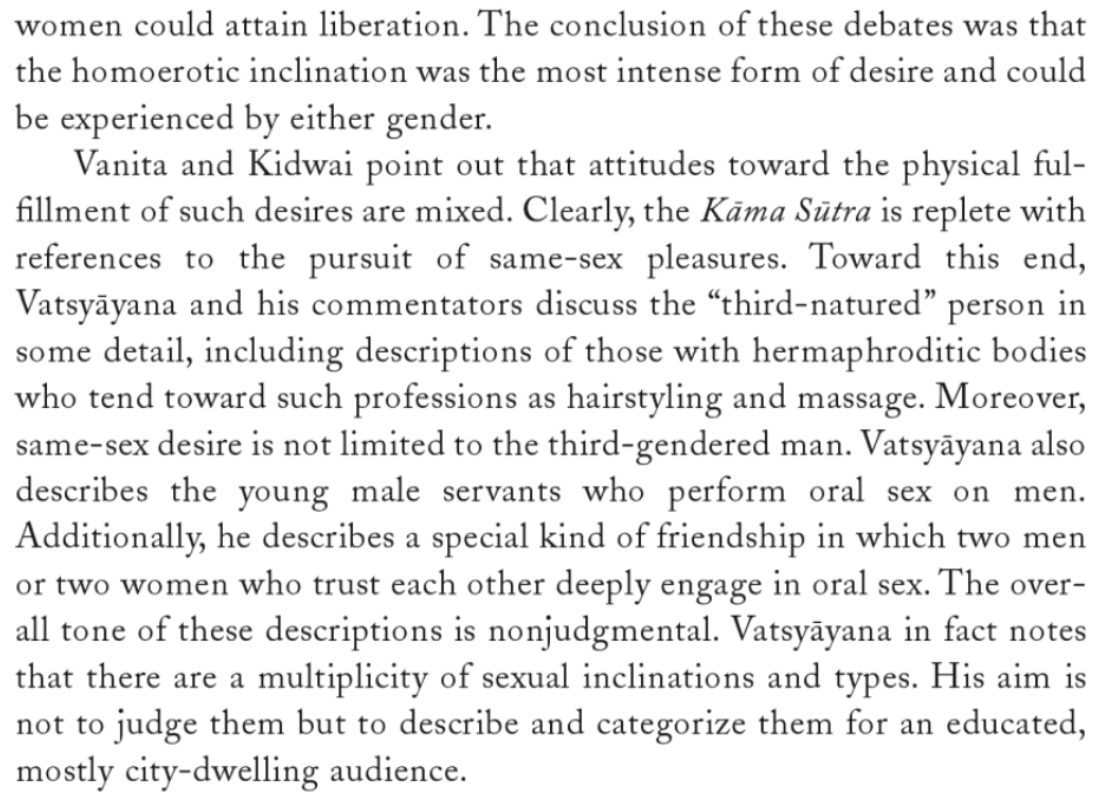 women could attain liberation. The conclusion of these debates was that
the homoerotic inclination was the most intense form of desire and could
be experienced by either gender.
Vanita and Kidwai point out that attitudes toward the physical ful-
fillment of such desires are mixed. Clearly, the Kāma Sūtra is replete with
references to the pursuit of same-sex pleasures. Toward this end,
Vatsyāyana and his commentators discuss the “third-natured” person in
some detail, including descriptions of those with hermaphroditic bodies
who tend toward such professions as hairstyling and massage. Moreover,
same-sex desire is not limited to the third-gendered man. Vatsyāyana also
describes the young male servants who perform oral sex on men.
Additionally, he describes a special kind of friendship in which two men
or two women who trust each other deeply engage in oral sex. The over-
all tone of these descriptions is nonjudgmental. Vatsyāyana in fact notes
that there are a multiplicity of sexual inclinations and types. His aim is
not to judge them but to describe and categorize them for an educated,
mostly city-dwelling audience.